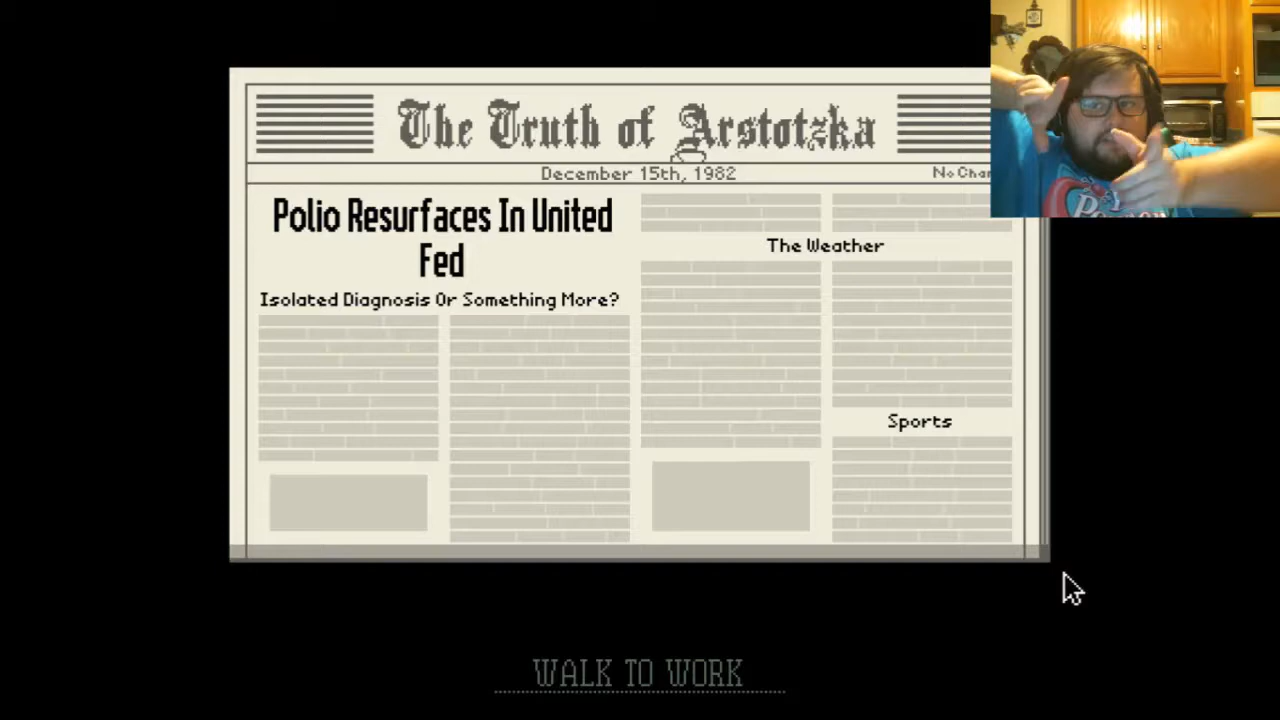 The Truth of Arstotzka
December 15th, 1982
Polio Resurfaces In United
Fed
Isolated Diagnosis Or Something More?
The Weather
Sports
WALK TO WORK